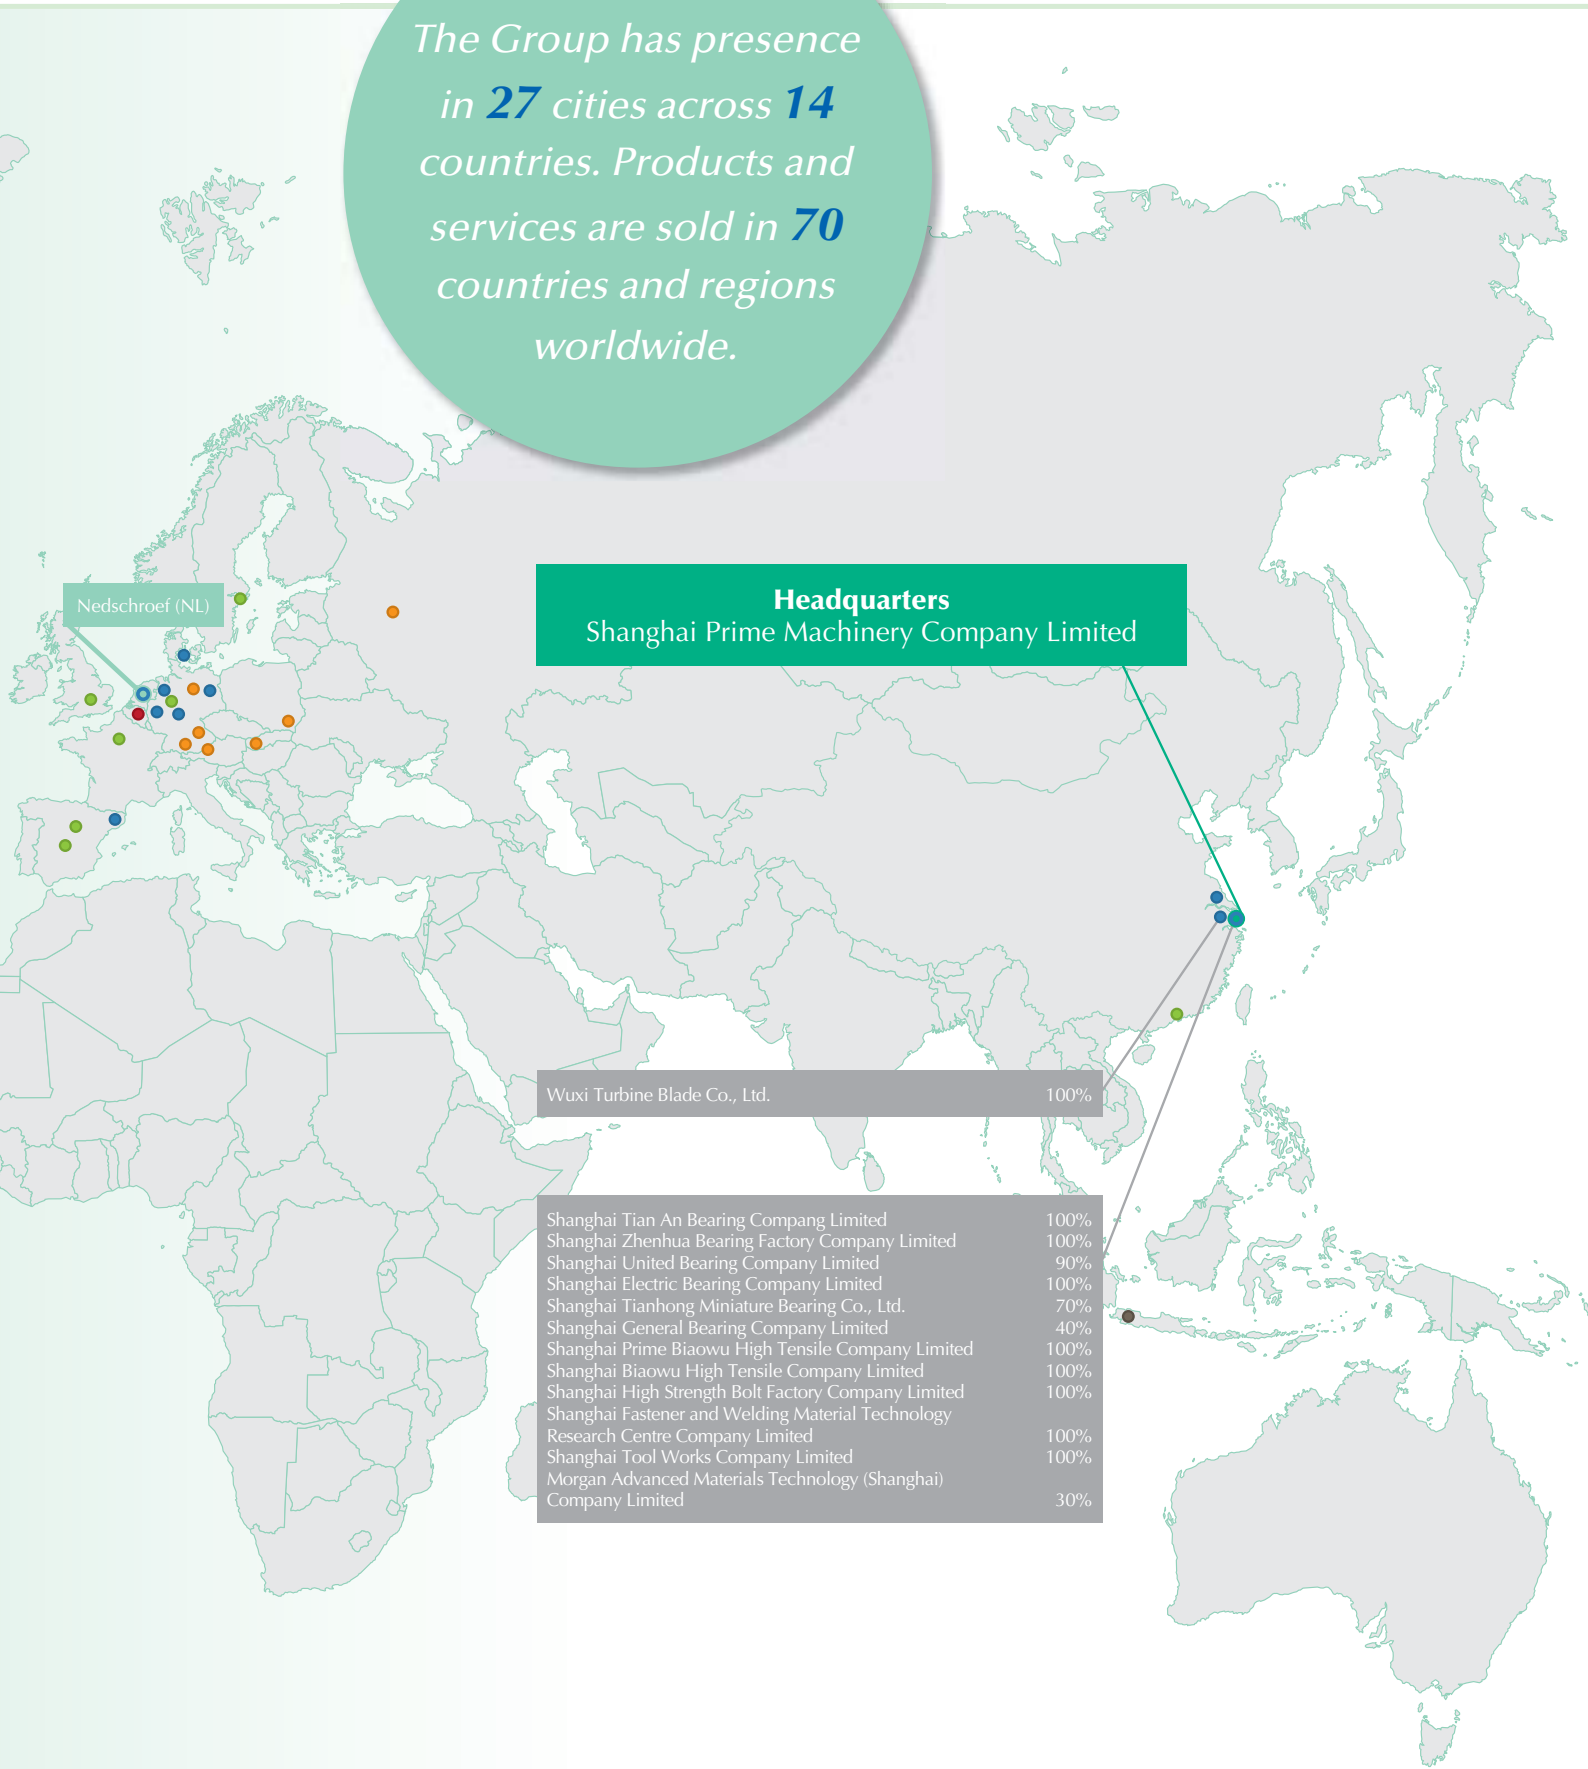 The Group has presence
in 27 cities across 14
countries. Products and
services are sold in 70
countries and regions
worldwide.
Nedschroef (NL)
Headquarters
Shanghai Prime Machinery Company Limited
Wuxi Turbine Blade Co., Ltd. 100%
Shanghai Tian An Bearing Compang Limited 100%
Shanghai Zhenhua Bearing Factory Company Limited 100%
Shanghai United Bearing Company Limited 90%
Shanghai Electric Bearing Company Limited 100%
Shanghai Tianhong Miniature Bearing Co., Ltd. 70%
Shanghai General Bearing Company Limited 40%
Shanghai Prime Biaowu High Tensile Company Limited 100%
Shanghai Biaowu High Tensile Company Limited 100%
Shanghai High Strength Bolt Factory Company Limited 100%
Shanghai Fastener and Welding Material Technology
Research Centre Company Limited 100%
Shanghai Tool Works Company Limited 100%
Morgan Advanced Materials Technology (Shanghai)
Company Limited 30%